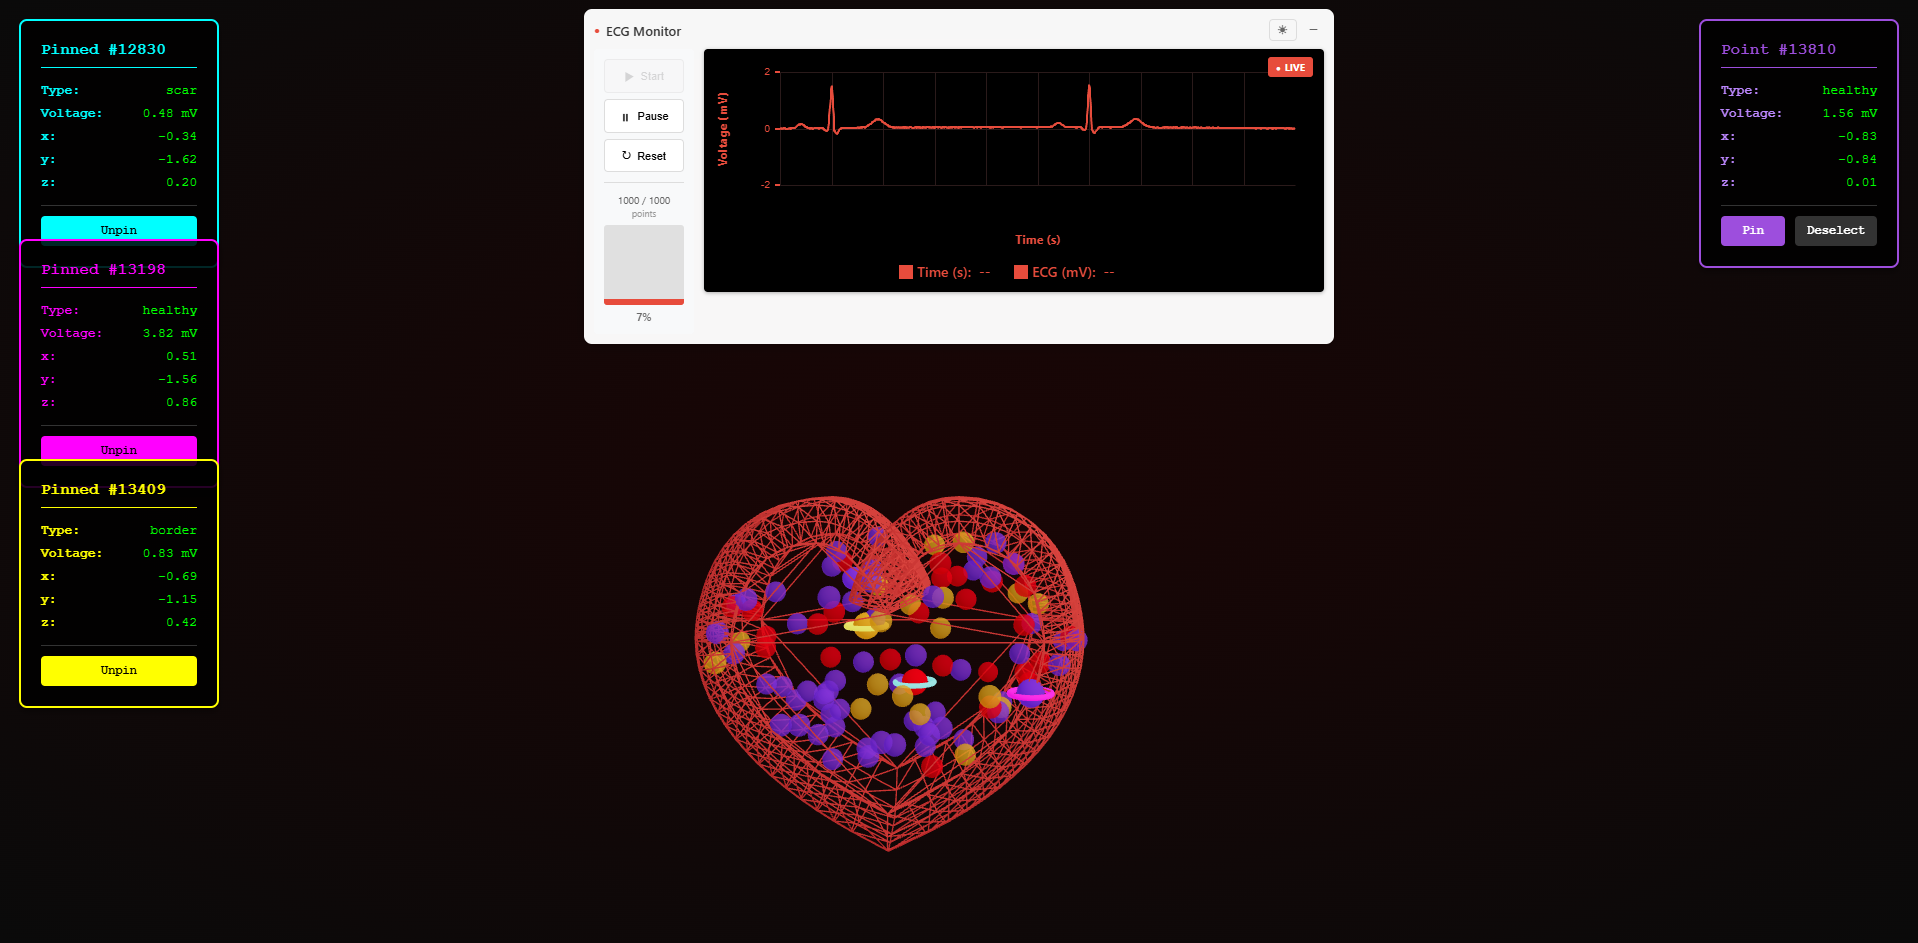 Pinned #12830
Type: scar
Voltage: 0.48 mV
x: -0.34
y: -1.62
z: 0.20
Unpin
Pinned #13198
Type: healthy
Voltage: 3.82 mV
x: 0.51
y: -1.56
z: 0.86
Unpin
Pinned #13409
Type: border
Voltage: 0.83 mV
x: -0.69
y: -1.15
z: 0.42
Unpin
ECG Monitor
Start
Pause
Reset
1000 / 1000
points
7%
LIVE
2
0
-2
Voltage (mV)
Time (s)
Time (s): -- ECG (mV): --
Point #13810
Type: healthy
Voltage: 1.56 mV
x: -0.83
y: -0.84
z: 0.01
Pin Deselect